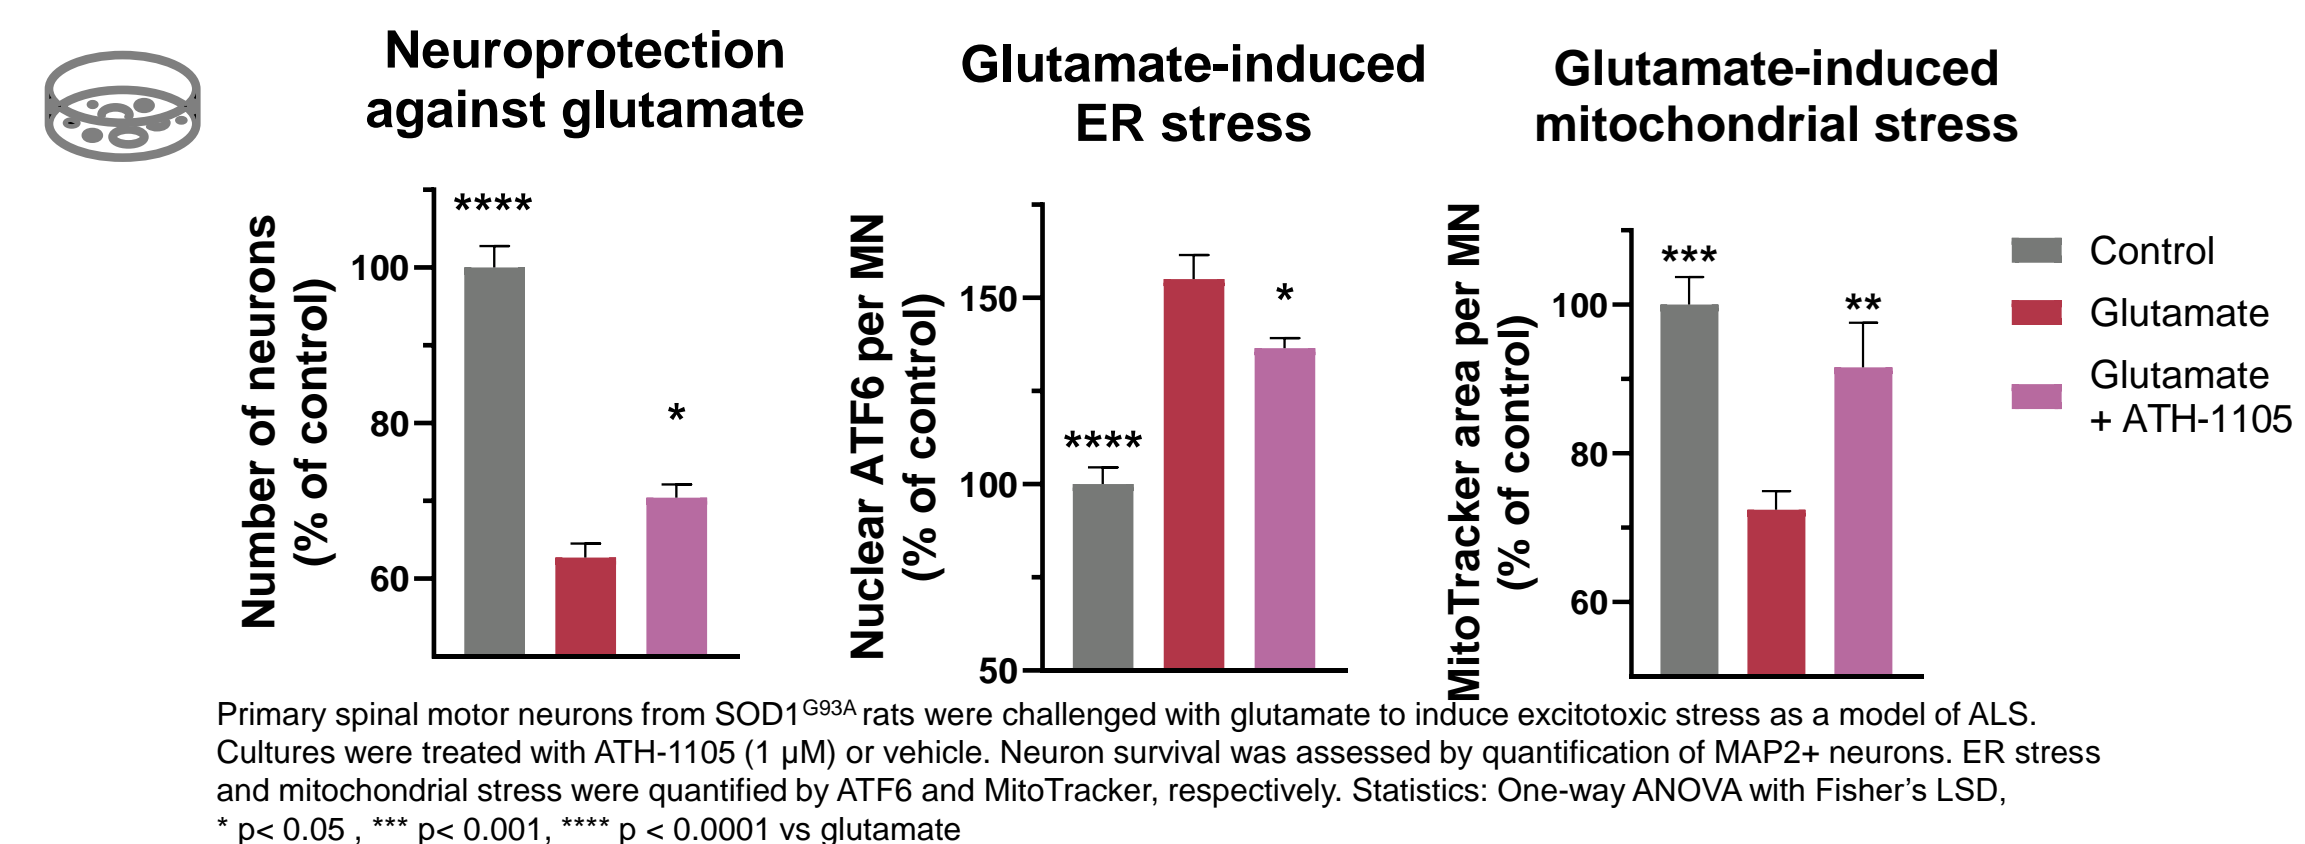 Neuroprotection
against glutamate
Number of neurons
(% of control)
100
80
60
****
*
Glutamate-induced
ER stress
Nuclear ATF6 per MN
(% of control)
150
100
50
****
*
Glutamate-induced
mitochondrial stress
MitoTracker area per MN
(% of control)
100
80
60
***
**
Control
Glutamate
Glutamate
+ ATH-1105
Primary spinal motor neurons from SOD1G93A rats were challenged with glutamate to induce excitotoxic stress as a model of ALS.
Cultures were treated with ATH-1105 (1 µM) or vehicle. Neuron survival was assessed by quantification of MAP2+ neurons. ER stress
and mitochondrial stress were quantified by ATF6 and MitoTracker, respectively. Statistics: One-way ANOVA with Fisher’s LSD,
* p< 0.05 , *** p< 0.001, **** p < 0.0001 vs glutamate